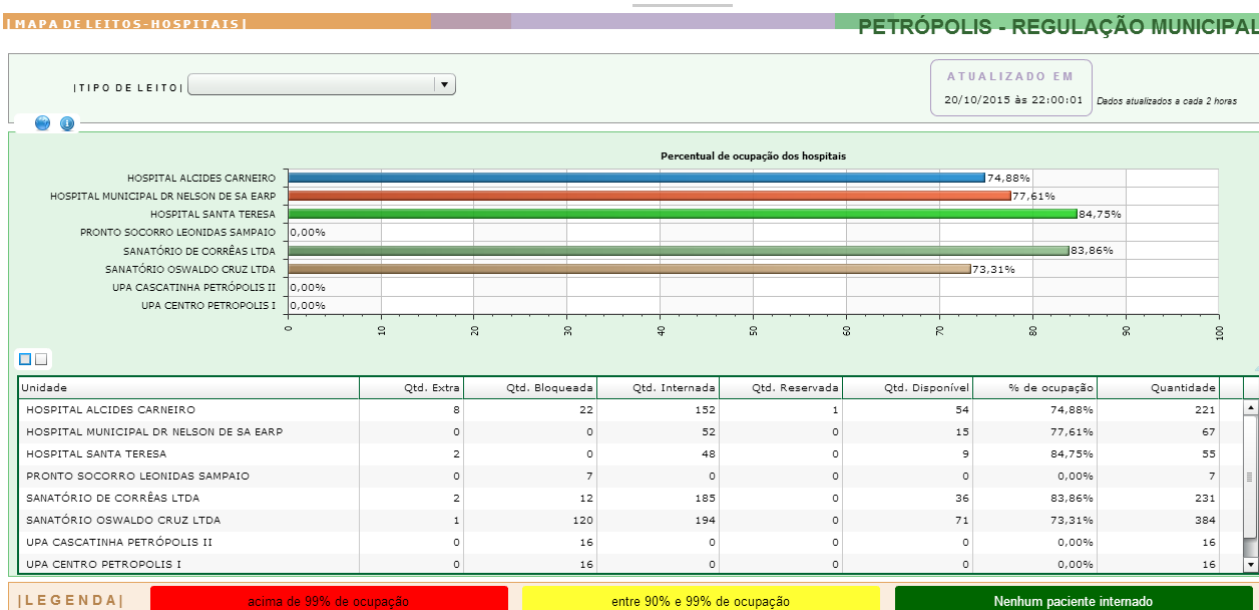 |MAPA DE LEITOS-HOSPITAIS|
PETRÓPOLIS - REGULAÇÃO MUNICIPAL
|TIPO DE LEITO|
ATUALIZADO EM
20/10/2015 às 22:00:01 Dados atualizados a cada 2 horas
Percentual de ocupação dos hospitais
HOSPITAL ALCIDES CARNEIRO 74,88%
HOSPITAL MUNICIPAL DR NELSON DE SA EARP 77,61%
HOSPITAL SANTA TERESA 84,75%
PRONTO SOCORRO LEONIDAS SAMPAIO 0,00%
SANATÓRIO DE CORRÊAS LTDA 83,86%
SANATÓRIO OSWALDO CRUZ LTDA 73,31%
UPA CASCATINHA PETRÓPOLIS II 0,00%
UPA CENTRO PETROPOLIS I 0,00%
0 10 20 30 40 50 60 70 80 90 100
Unidade Qtd. Extra Qtd. Bloqueada Qtd. Internada Qtd. Reservada Qtd. Disponível % de ocupação Quantidade
HOSPITAL ALCIDES CARNEIRO 8 22 152 1 54 74,88% 221
HOSPITAL MUNICIPAL DR NELSON DE SA EARP 0 0 52 0 15 77,61% 67
HOSPITAL SANTA TERESA 2 0 48 0 9 84,75% 55
PRONTO SOCORRO LEONIDAS SAMPAIO 0 7 0 0 0 0,00% 7
SANATÓRIO DE CORRÊAS LTDA 2 12 185 0 36 83,86% 231
SANATÓRIO OSWALDO CRUZ LTDA 1 120 194 0 71 73,31% 384
UPA CASCATINHA PETRÓPOLIS II 0 16 0 0 0 0,00% 16
UPA CENTRO PETROPOLIS I 0 16 0 0 0 0,00% 16
|LEGENDA| acima de 99% de ocupação entre 90% e 99% de ocupação Nenhum paciente internado